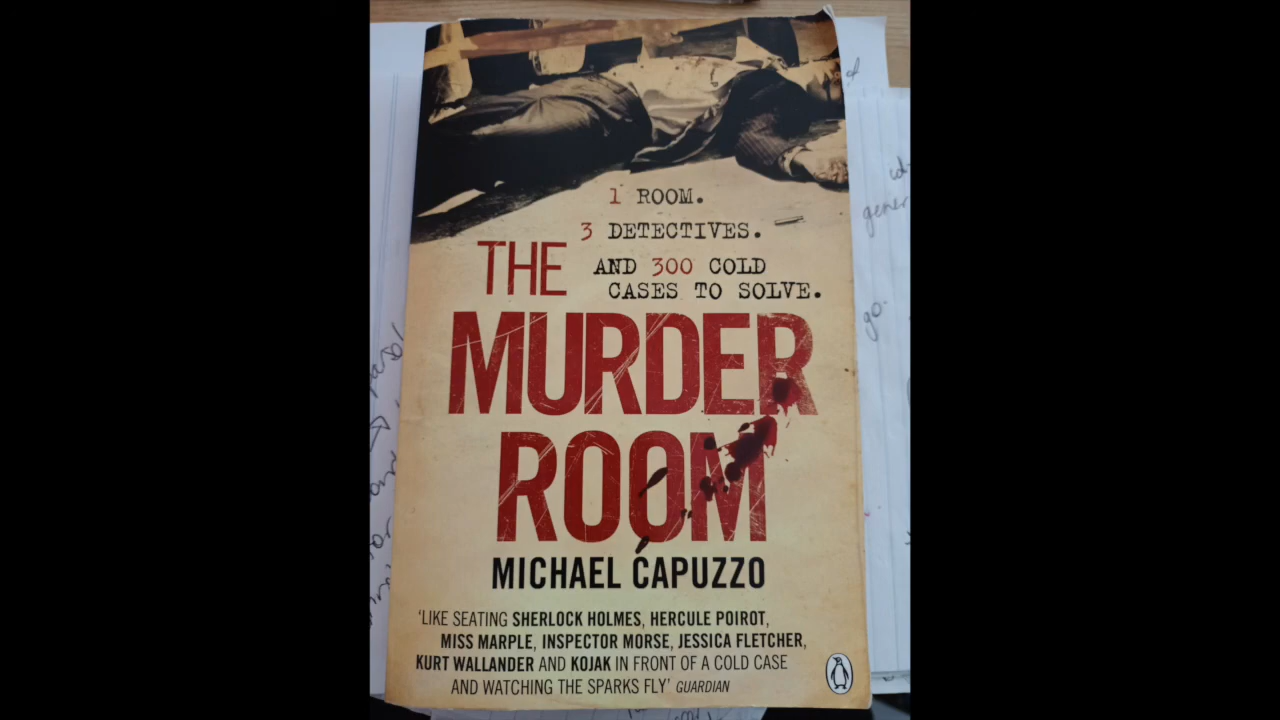 1 ROOM.
3 DETECTIVES.
AND 300 COLD
CASES TO SOLVE.
THE
MURDER
ROOM
MICHAEL CAPUZZO
‘LIKE SEATING SHERLOCK HOLMES, HERCULE POIROT,
MISS MARPLE, INSPECTOR MORSE, JESSICA FLETCHER,
KURT WALLANDER AND KOJAK IN FRONT OF A COLD CASE
AND WATCHING THE SPARKS FLY’ GUARDIAN
go.